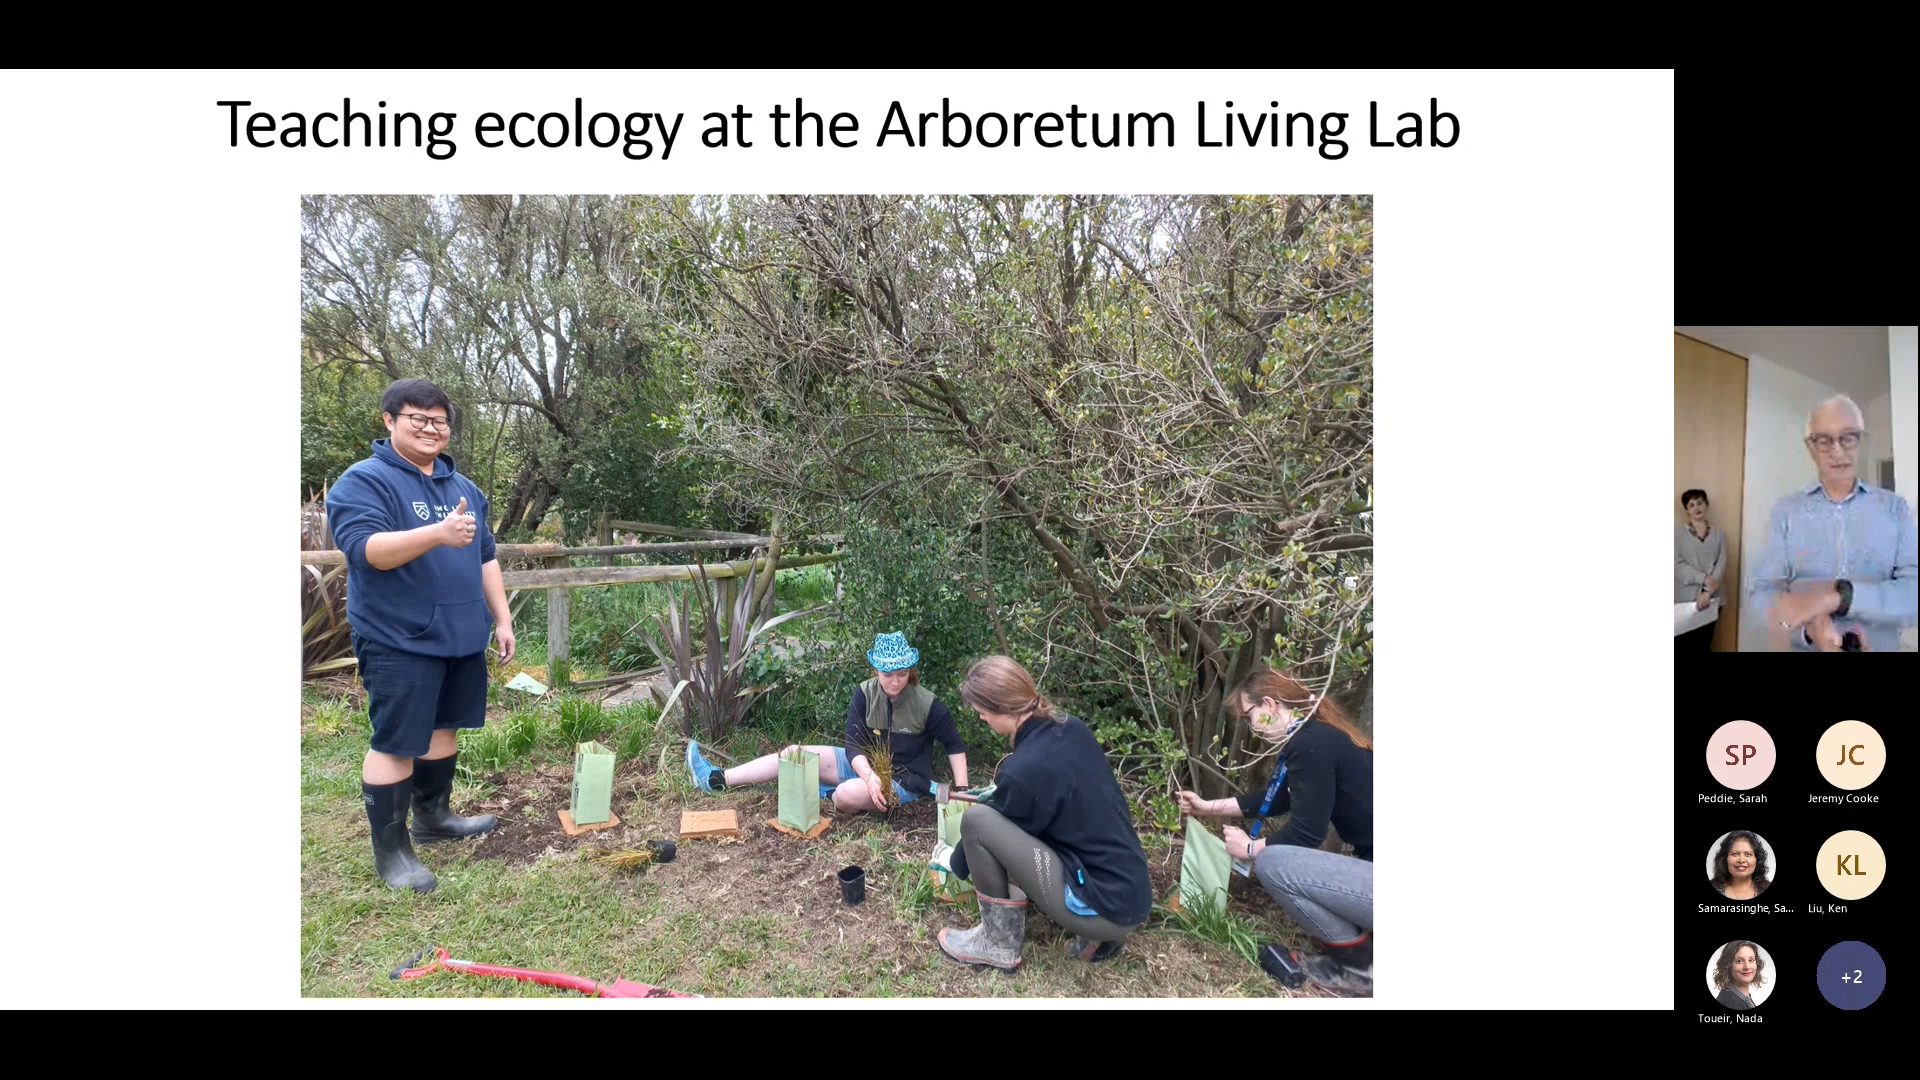 Teaching ecology at the Arboretum Living Lab
SP
JC
Peddie, Sarah
Jeremy Cooke
KL
Samarasinghe, Sa...
Liu, Ken
+2
Toueir, Nada